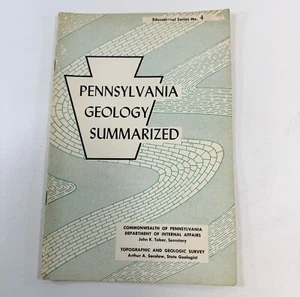 Educational Series No. 4
PENNSYLVANIA
GEOLOGY
SUMMARIZED
COMMONWEALTH OF PENNSYLVANIA
DEPARTMENT OF INTERNAL AFFAIRS
John K. Tabor, Secretary
TOPOGRAPHIC AND GEOLOGIC SURVEY
Arthur A. Socolow, State Geologist